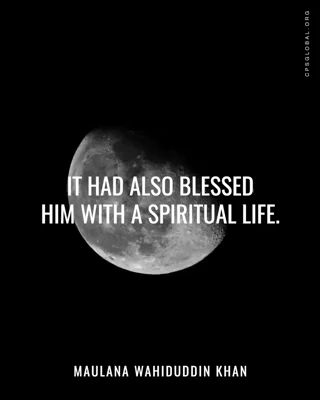 CPSGLOBAL.ORG
IT HAD ALSO BLESSED
HIM WITH A SPIRITUAL LIFE.
MAULANA WAHIDUDDIN KHAN